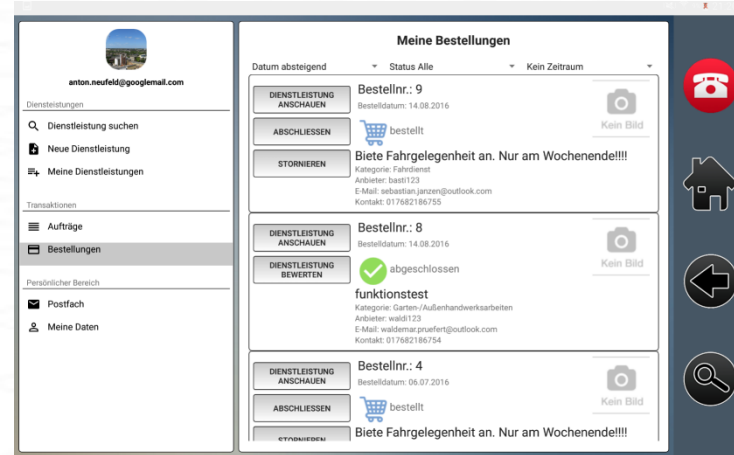 anton.neufeld@googlemail.com
Diensteistungen
Dienstleistung suchen
Neue Dienstleistung
Meine Dienstleistungen
Transaktionen
Aufträge
Bestellungen
Persönlicher Bereich
Postfach
Meine Daten
Meine Bestellungen
Datum absteigend Status Alle Kein Zeitraum
DIENSTLEISTUNG
ANSCHAUEN
ABSCHLIESSEN
STORNIEREN
Bestellnr.: 9
Bestelldatum: 14.08.2016
bestellt
Kein Bild
Biete Fahrgelegenheit an. Nur am Wochenende!!!!
Kategorie: Fahrdienst
Anbieter: basti123
E-Mail: sebastian.janzen@outlook.com
Kontakt: 017682186755
DIENSTLEISTUNG
ANSCHAUEN
DIENSTLEISTUNG
BEWERTEN
Bestellnr.: 8
Bestelldatum: 14.08.2016
abgeschlossen
Kein Bild
funktionstest
Kategorie: Garten-/Außenhandwerksarbeiten
Anbieter: waldi123
E-Mail: waldemar.pruefert@outlook.com
Kontakt: 017682186754
DIENSTLEISTUNG
ANSCHAUEN
ABSCHLIESSEN
STORNIEREN
Bestellnr.: 4
Bestelldatum: 06.07.2016
bestellt
Kein Bild
Biete Fahrgelegenheit an. Nur am Wochenende!!!!